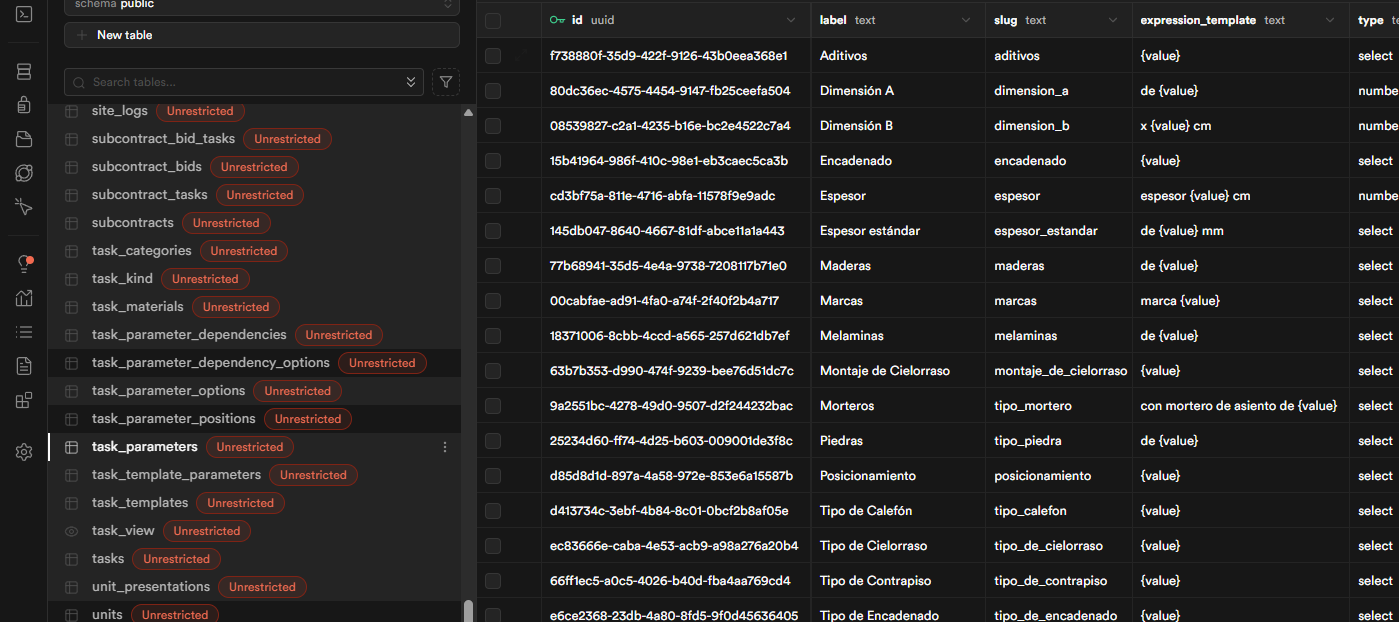 schema public
New table
Search tables...
site_logs Unrestricted
subcontract_bid_tasks Unrestricted
subcontract_bids Unrestricted
subcontract_tasks Unrestricted
subcontracts Unrestricted
task_categories Unrestricted
task_kind Unrestricted
task_materials Unrestricted
task_parameter_dependencies Unrestricted
task_parameter_dependency_options Unrestricted
task_parameter_options Unrestricted
task_parameter_positions Unrestricted
task_parameters Unrestricted
task_template_parameters Unrestricted
task_templates Unrestricted
task_view Unrestricted
tasks Unrestricted
unit_presentations Unrestricted
units Unrestricted
id uuid label text slug text expression_template text type te
f738880f-35d9-422f-9126-43b0eea368e1 Aditivos aditivos {value} select
80dc36ec-4575-4454-9147-fb25ceefa504 Dimensión A dimension_a de {value} numbe
08539827-c2a1-4235-b16e-bc2e4522c7a4 Dimensión B dimension_b x {value} cm numbe
15b41964-986f-410c-98e1-eb3caec5ca3b Encadenado encadenado {value} select
cd3bf75a-811e-4716-abfa-11578f9e9adc Espesor espesor espesor {value} cm numbe
145db047-8640-4667-81df-abce11a1a443 Espesor estándar espesor_estandar de {value} mm select
77b68941-35d5-4e4a-9738-7208117b71e0 Maderas maderas de {value} select
00cabfae-ad91-4fa0-a74f-2f40f2b4a717 Marcas marcas marca {value} select
18371006-8cbb-4ccd-a565-257d621db7ef Melaminas melaminas de {value} select
63b7b353-d990-474f-9239-bee76d51dc7c Montaje de Cielorraso montaje_de_cielorraso {value} select
9a2551bc-4278-49d0-9507-d2f244232bac Morteros tipo_mortero con mortero de asiento de {value} select
25234d60-ff74-4d25-b603-009001de3f8c Piedras tipo_piedra de {value} select
d85d8d1d-897a-4a58-972e-853e6a15587b Posicionamiento posicionamiento {value} select
d413734c-3ebf-4b84-8c01-0bcf2b8af05e Tipo de Calefón tipo_calefon {value} select
ec83666e-caba-4e53-acb9-a98a276a20b4 Tipo de Cielorraso tipo_de_cielorraso {value} select
66ff1ec5-a0c5-4026-b40d-fba4aa769cd4 Tipo de Contrapiso tipo_de_contrapiso {value} select
e6ce2368-23db-4a80-8fd5-9f0d45636405 Tipo de Encadenado tipo_de_encadenado {value} select